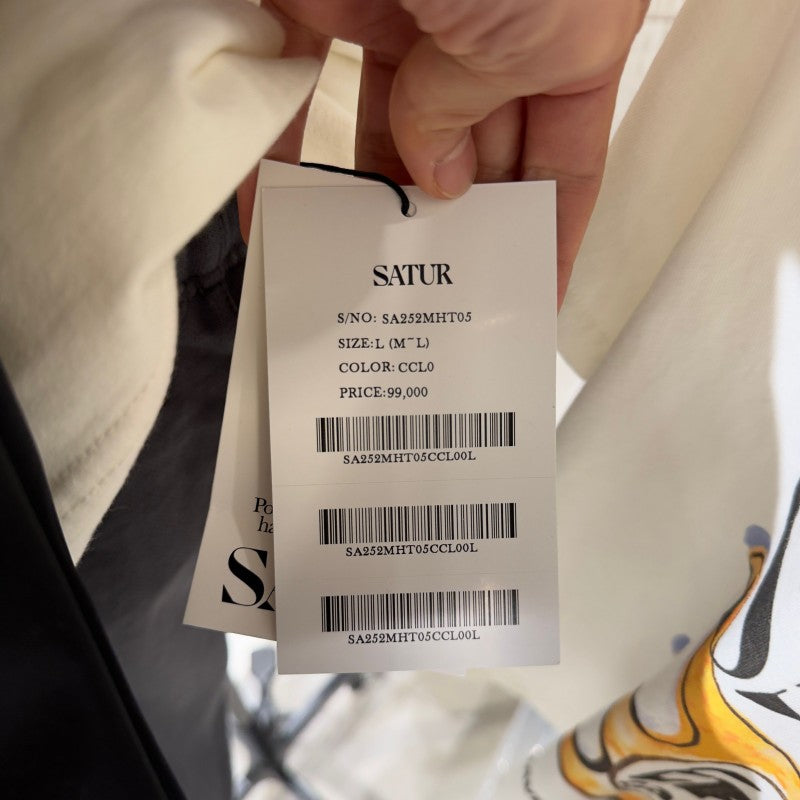 SATUR
S/NO: SA252MHT05
SIZE:L (M~L)
COLOR: CCL0
PRICE:99,000
SA252MHT05CCL00L
SA252MHT05CCL00L
SA252MHT05CCL00L